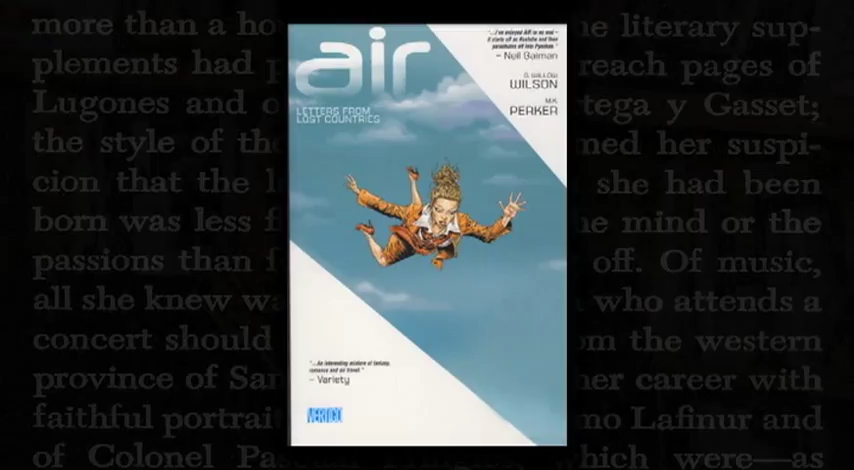 more than a ho
he literary sup-
plements had p
reach pages of
Lugones and o
tega y Gasset;
the style of the
med her suspi-
cion that the l
she had been
born was less f
he mind or the
passions than f
off. Of music,
all she knew wa
who attends a
concert should
om the western
province of San
her career with
faithful portrai
mo Lafinur and
of Colonel Pas
which were—as
air
LETTERS FROM
LOST COUNTRIES
"...I've enjoyed AIR to no end –
it starts off as Rushdie and then
parachutes off into Pynchon."
– Neil Gaiman
G. WILLOW
WILSON
M.K.
PERKER
"...An interesting mixture of fantasy,
romance and air travel."
– Variety
VERTIGO